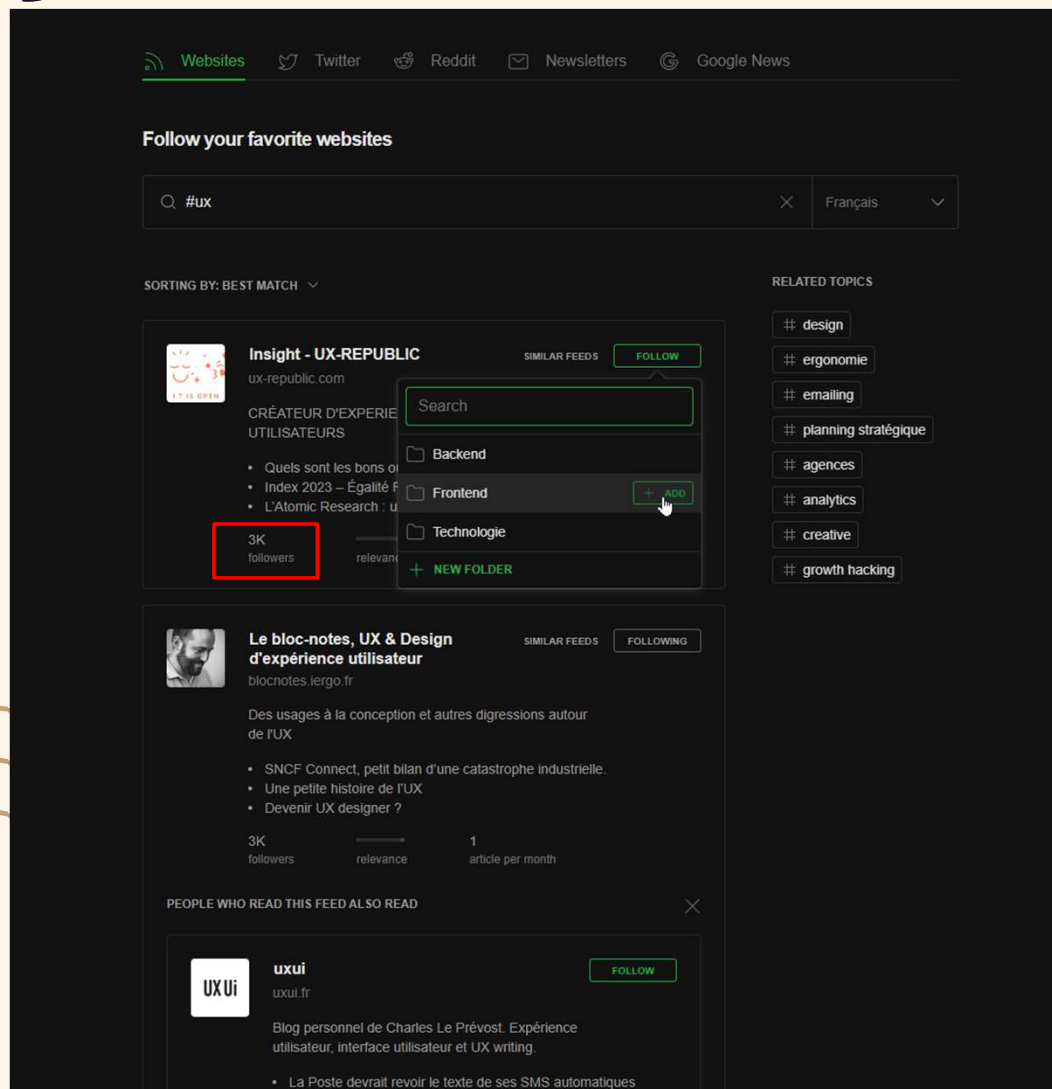 Websites Twitter Reddit Newsletters Google News
Follow your favorite websites
#ux
Français
SORTING BY: BEST MATCH
RELATED TOPICS
# design
# ergonomie
# emailing
# planning stratégique
# agences
# analytics
# creative
# growth hacking
IT IS OPEN
Insight - UX-REPUBLIC
SIMILAR FEEDS
FOLLOW
ux-republic.com
CRÉATEUR D'EXPERIE
UTILISATEURS
• Quels sont les bons
• Index 2023 – Égalité
• L'Atomic Research :
3K
followers
Search
Backend
Frontend
+ ADD
Technologie
+ NEW FOLDER
Le bloc-notes, UX & Design
d'expérience utilisateur
SIMILAR FEEDS
FOLLOWING
blocnotes.iergo.fr
Des usages à la conception et autres digressions autour
de l'UX
• SNCF Connect, petit bilan d'une catastrophe industrielle.
• Une petite histoire de l'UX
• Devenir UX designer ?
3K
followers
relevance
1
article per month
PEOPLE WHO READ THIS FEED ALSO READ
UX Ui
uxui
FOLLOW
uxui.fr
Blog personnel de Charles Le Prévost. Expérience
utilisateur, interface utilisateur et UX writing.
• La Poste devrait revoir le texte de ses SMS automatiques